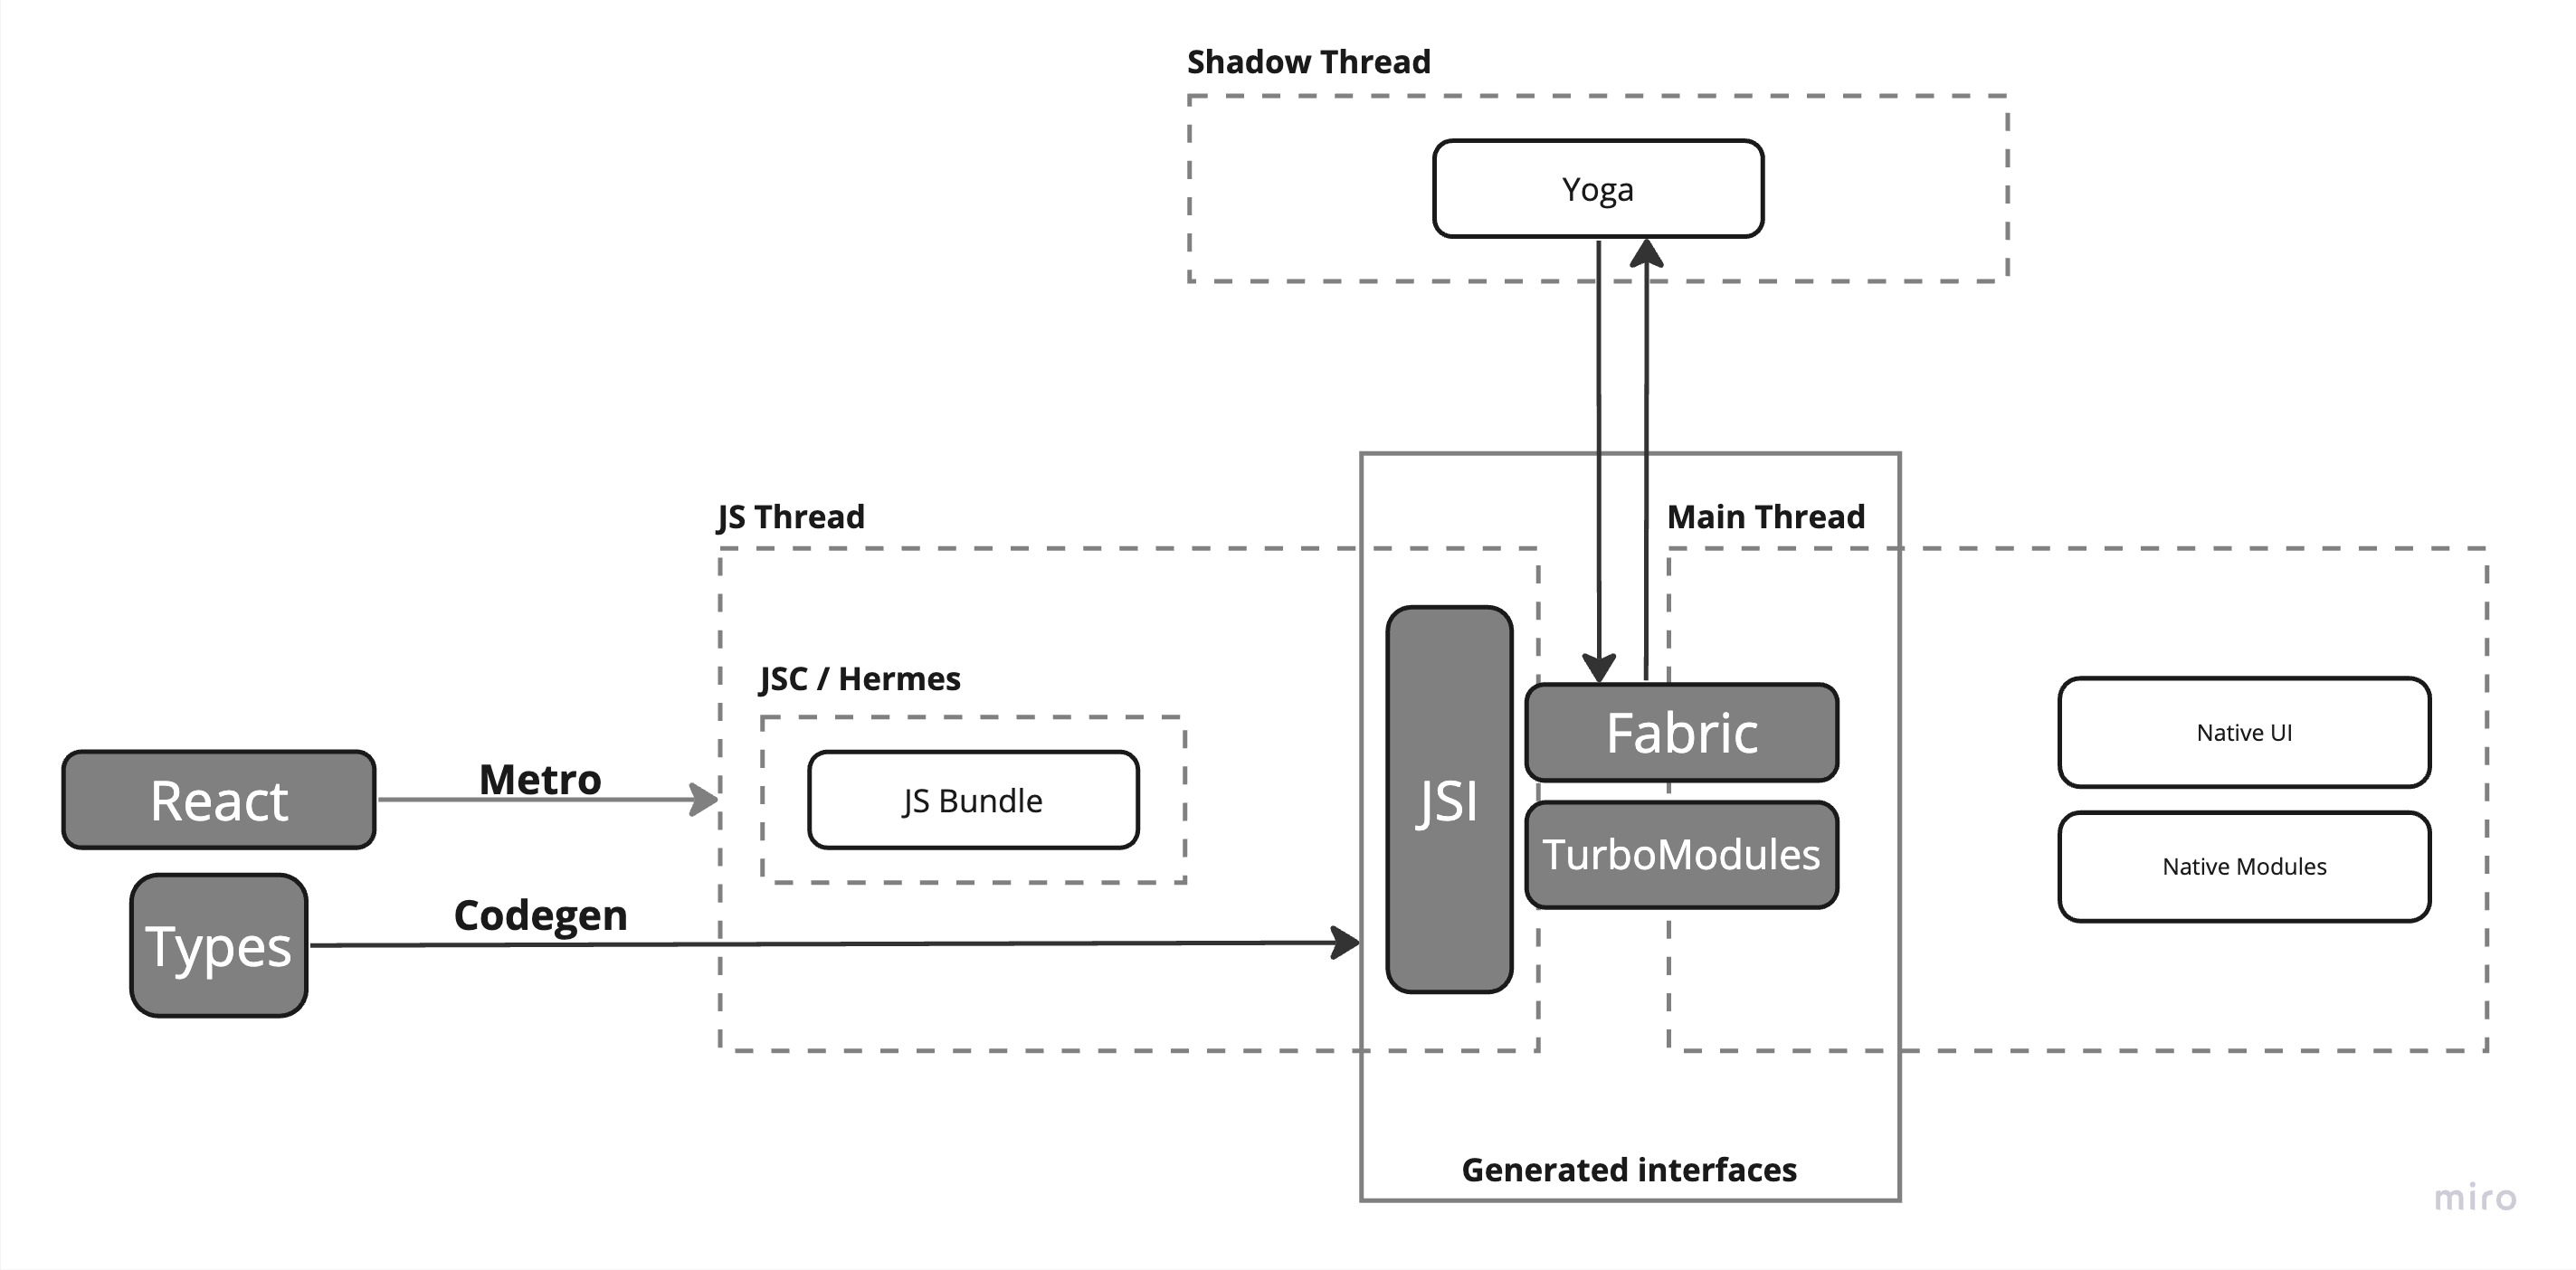 Shadow Thread
Yoga
JS Thread
Main Thread
JSC / Hermes
JS Bundle
React
Metro
Types
Codegen
JSI
Fabric
TurboModules
Native UI
Native Modules
Generated interfaces
miro